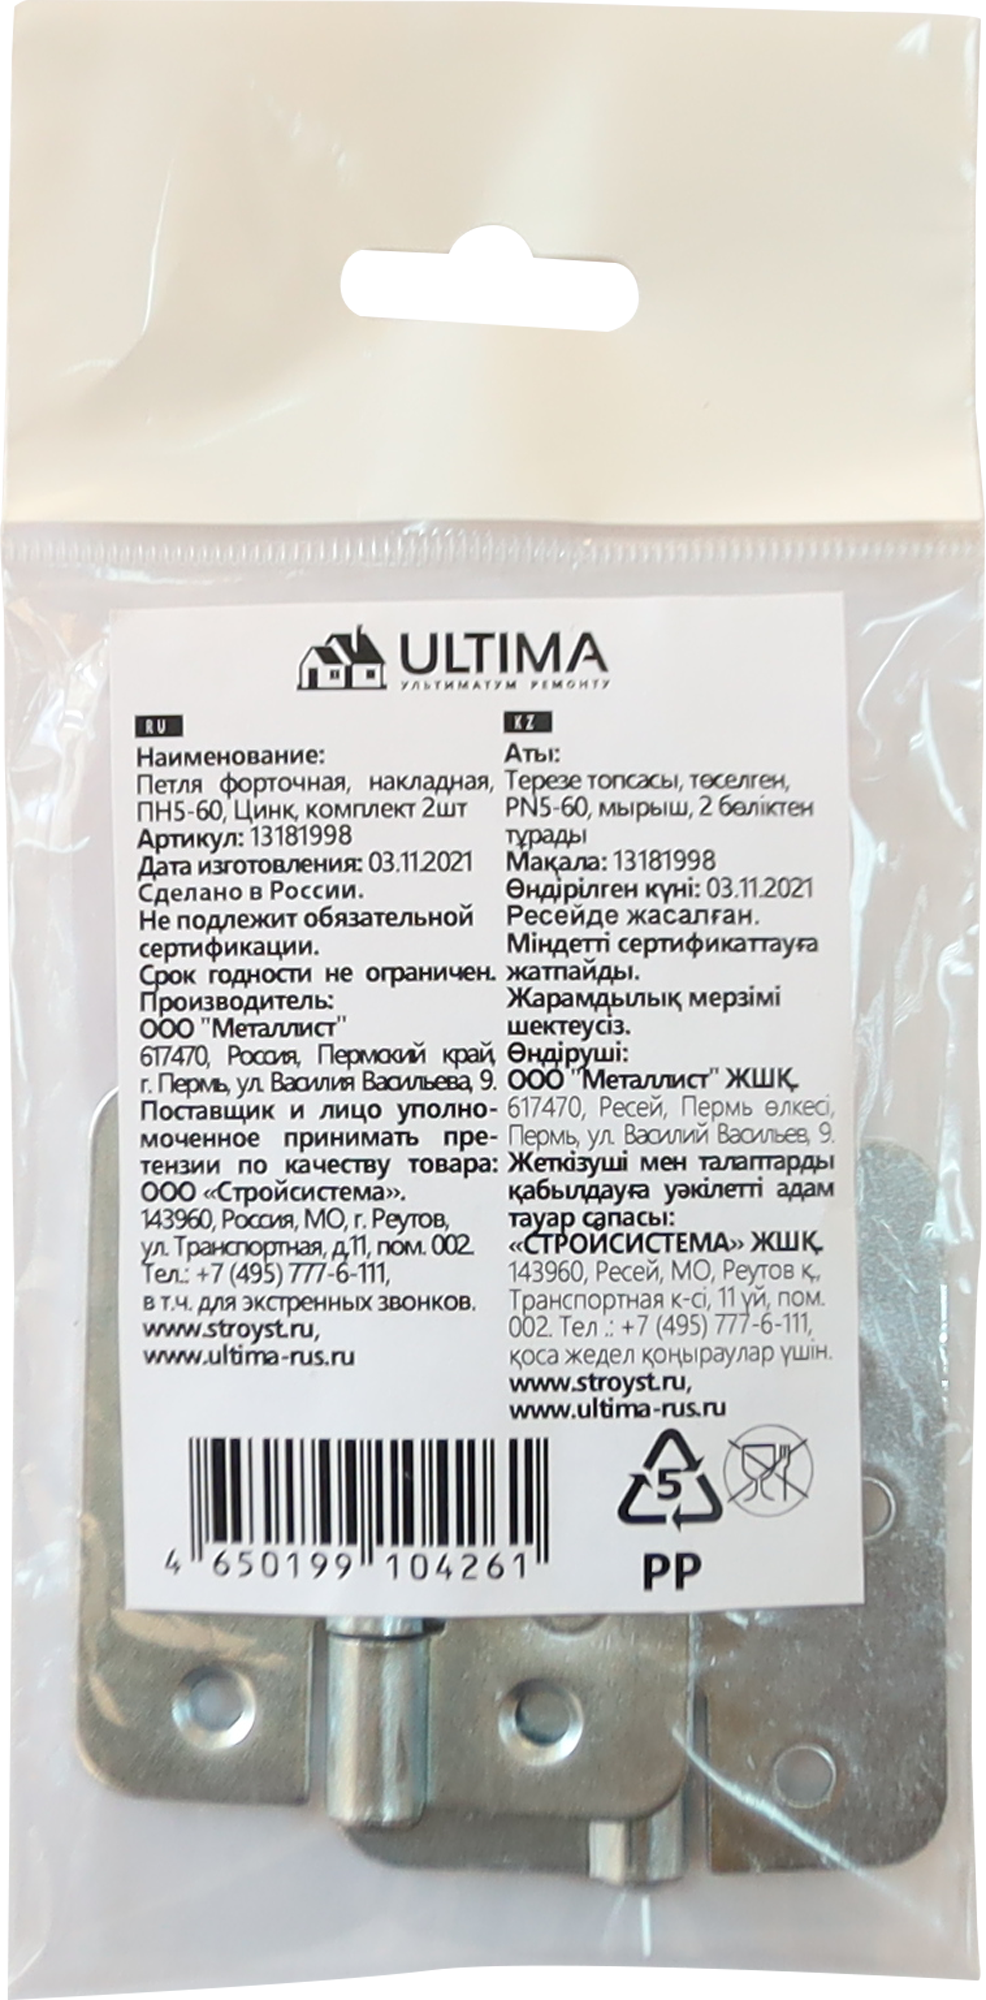 ULTIMA
УЛЬТИМАТУМ РЕМОНТУ
RU
Наименование:
Петля форточная, накладная,
ПН5-60, Цинк, комплект 2шт
Артикул: 13181998
Дата изготовления: 03.11.2021
Сделано в России.
Не подлежит обязательной
сертификации.
Срок годности не ограничен.
Производитель:
ООО "Металлист"
617470, Россия, Пермский край,
г. Пермь, ул. Василия Васильева, 9.
Поставщик и лицо уполно-
моченное принимать пре-
тензии по качеству товара:
ООО «Стройсистема».
143960, Россия, МО, г. Реутов,
ул. Транспортная, д.11, пом. 002.
Тел.: +7 (495) 777-6-111,
в т.ч. для экстренных звонков.
www.stroyst.ru,
www.ultima-rus.ru
KZ
Аты:
Терезе топсасы, төселген,
PN5-60, мырыш, 2 бөліктен
тұрады
Мақала: 13181998
Өндірілген күні: 03.11.2021
Ресейде жасалған.
Міндетті сертификаттауға
жатпайды.
Жарамдылық мерзімі
шектеусіз.
Өндіруші:
ООО "Металлист" ЖШҚ,
617470, Ресей, Пермь өлкесі,
Пермь, ул. Василий Васильев, 9.
Жеткізуші мен талаптарды
қабылдауға уәкілетті адам
тауар сапасы:
«СТРОЙСИСТЕМА» ЖШҚ,
143960, Ресей, МО, Реутов қ.,
Транспортная к-сі, 11 үй, пом.
002. Тел .: +7 (495) 777-6-111,
қоса жедел қоңыраулар үшін.
www.stroyst.ru,
www.ultima-rus.ru
4 650199 104261
5
PP